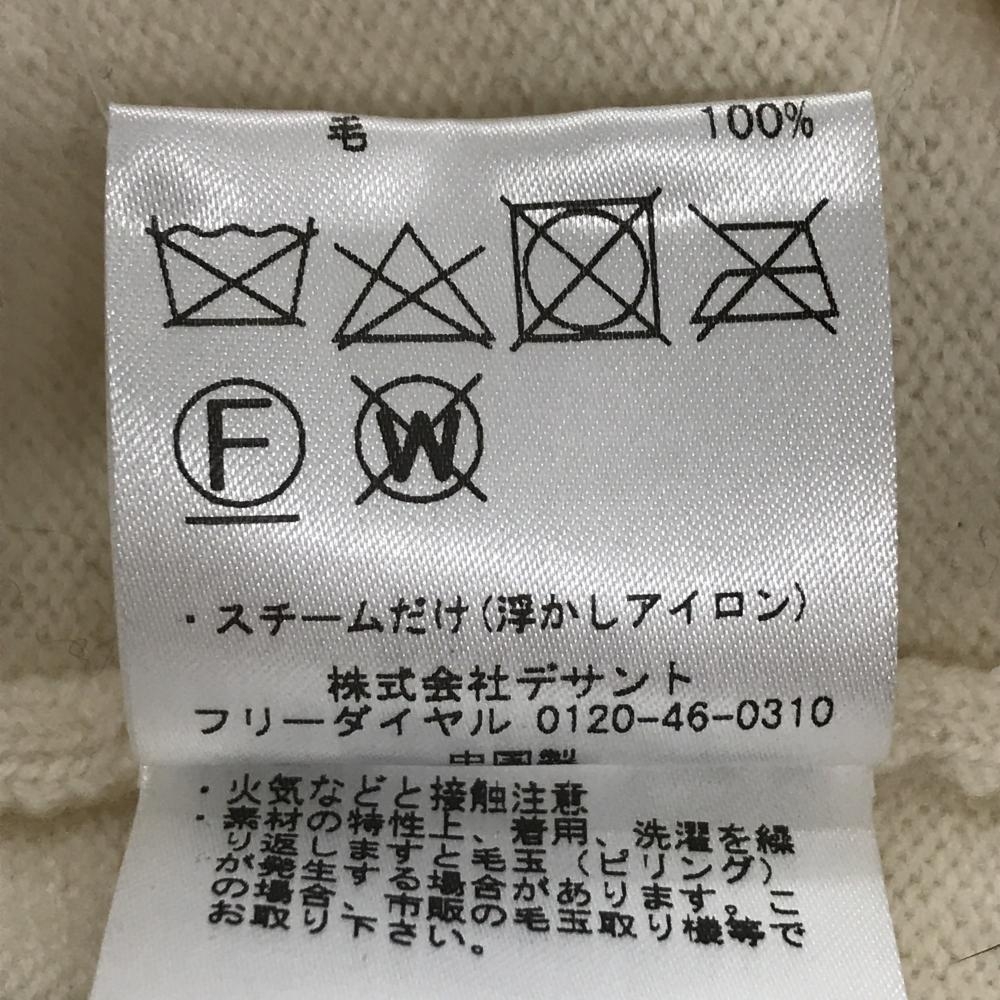 毛 100%
F W
・スチームだけ(浮かしアイロン)
株式会社デサント
フリーダイヤル 0120-46-0310
中国製
・火気などと接触注意
・素材の特性上、着用、洗濯を繰
り返しますと毛玉(ピリング)
が発生する場合があります。こ
の場合、市販の毛玉取り機等で
お取り下さい。